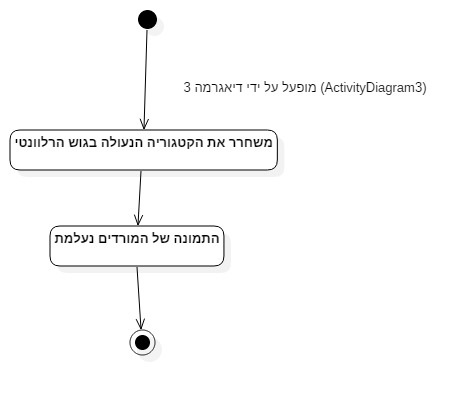 מופעל על ידי דיאגרמה 3 (ActivityDiagram3)
משחרר את הקטגוריה הנעולה בגוש הרלוונטי
התמונה של המורדים נעלמת